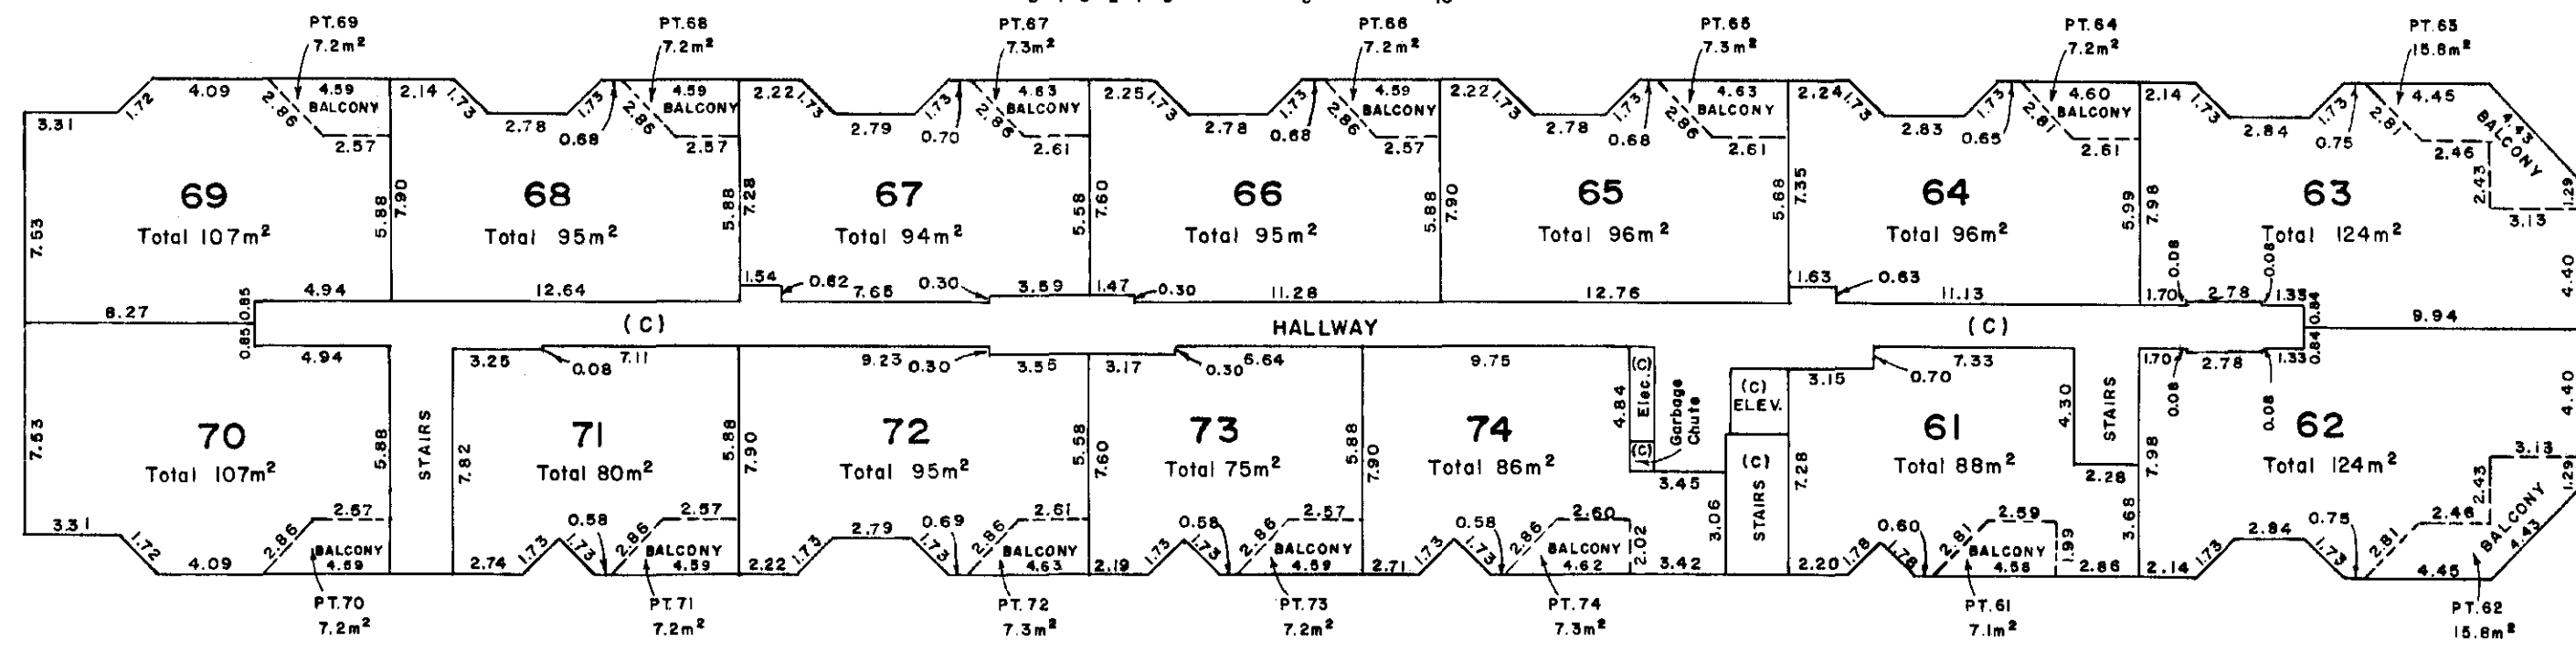 PT.69 PT.68 PT.67 PT.66 PT.65 PT.64 PT.63
7.2m² 7.2m² 7.3m² 7.2m² 7.3m² 7.2m² 15.8m²
3.31 1.72 4.09 2.86 4.59 2.14 1.73 2.78 1.73 0.68 2.86 4.59 2.22 1.73 2.79 1.73 0.70 2.86 4.63 2.25 1.73 2.78 1.73 0.68 2.86 4.59 2.22 1.73 2.78 1.73 0.68 2.86 4.63 2.24 1.73 2.83 1.73 0.65 2.81 4.60 2.14 1.73 2.84 1.73 0.75 2.81 4.45 4.43
BALCONY BALCONY BALCONY BALCONY BALCONY BALCONY BALCONY
2.57 2.57 2.61 2.57 2.61 2.61 2.46 2.43 3.13 1.29
69 68 67 66 65 64 63
Total 107m² Total 95m² Total 94m² Total 95m² Total 96m² Total 96m² Total 124m²
7.53 5.88 7.90 5.88 7.28 5.58 7.60 5.88 7.90 5.88 7.35 5.99 7.98 4.40
4.94 12.64 1.54 0.62 7.65 0.30 3.59 1.47 0.30 11.28 12.76 1.63 0.63 11.13 1.70 0.08 2.78 0.08 1.33
8.27 0.85 (C) HALLWAY (C) 0.84 9.94
0.85 0.84
4.94 3.25 0.08 7.11 9.23 0.30 3.55 3.17 0.30 6.64 9.75 3.15 0.70 7.33 1.70 0.08 2.78 0.08 1.33
7.53 5.88 STAIRS 7.82 5.88 7.90 5.58 7.60 5.88 7.90 4.84 (C) Elec. (C) Garbage
Chute
(C)
ELEV.
(C)
STAIRS
7.28 4.30 STAIRS 7.98 4.40
70 71 72 73 74 61 62
Total 107m² Total 80m² Total 95m² Total 75m² Total 86m² Total 88m² Total 124m²
3.45 3.06 2.28 3.68 3.13 2.43 1.29
2.57 2.57 2.61 2.57 2.60 2.02 2.59 1.99 2.46
3.31 1.72 4.09 2.86 4.59 2.74 1.73 1.73 0.58 2.86 4.59 2.22 1.73 2.79 1.73 0.69 2.86 4.63 2.19 1.73 1.73 0.58 2.86 4.59 2.71 1.73 1.73 0.58 2.86 4.62 3.42 2.20 1.78 1.78 0.60 2.81 4.58 2.86 2.14 1.73 2.84 1.73 0.75 2.81 4.45 4.43
BALCONY BALCONY BALCONY BALCONY BALCONY BALCONY BALCONY
PT.70 PT.71 PT.72 PT.73 PT.74 PT.61 PT.62
7.2m² 7.2m² 7.3m² 7.2m² 7.3m² 7.1m² 15.8m²